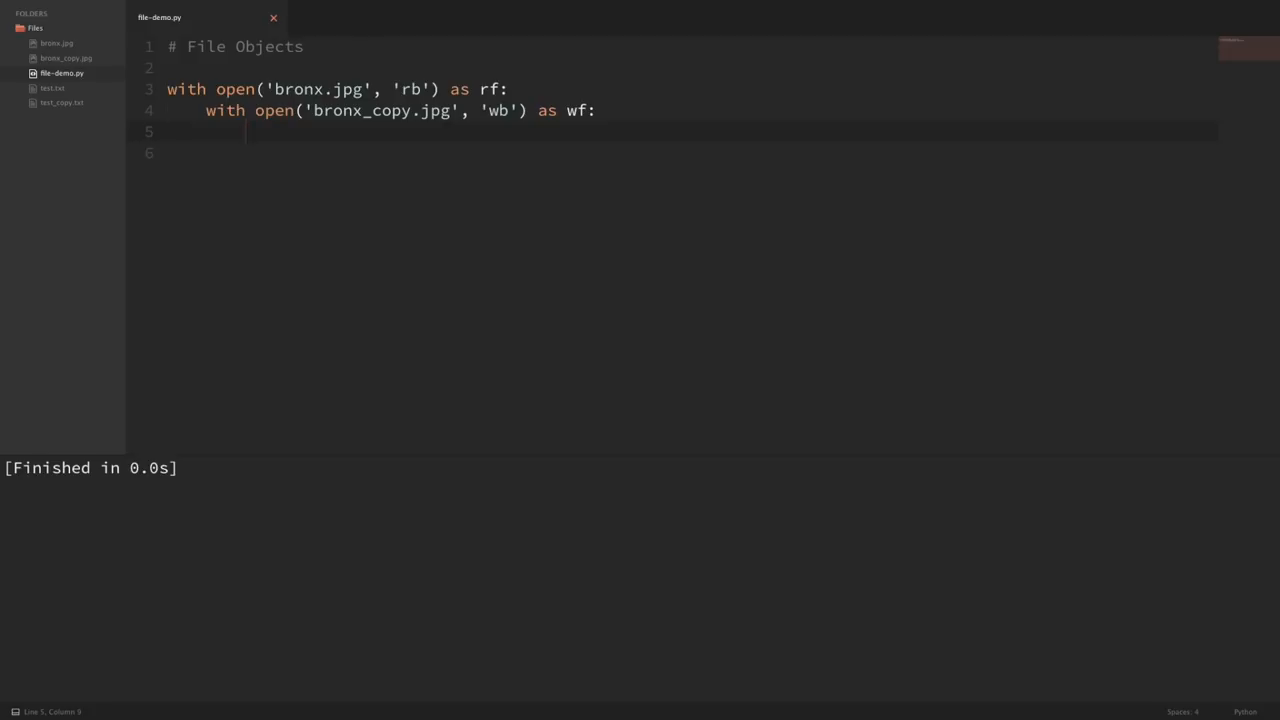 FOLDERS
Files
bronx.jpg
bronx_copy.jpg
file-demo.py
test.txt
test_copy.txt
file-demo.py
1 # File Objects
2
3 with open('bronx.jpg', 'rb') as rf:
4     with open('bronx_copy.jpg', 'wb') as wf:
5
6
[Finished in 0.0s]
Line 5, Column 9
Spaces: 4
Python